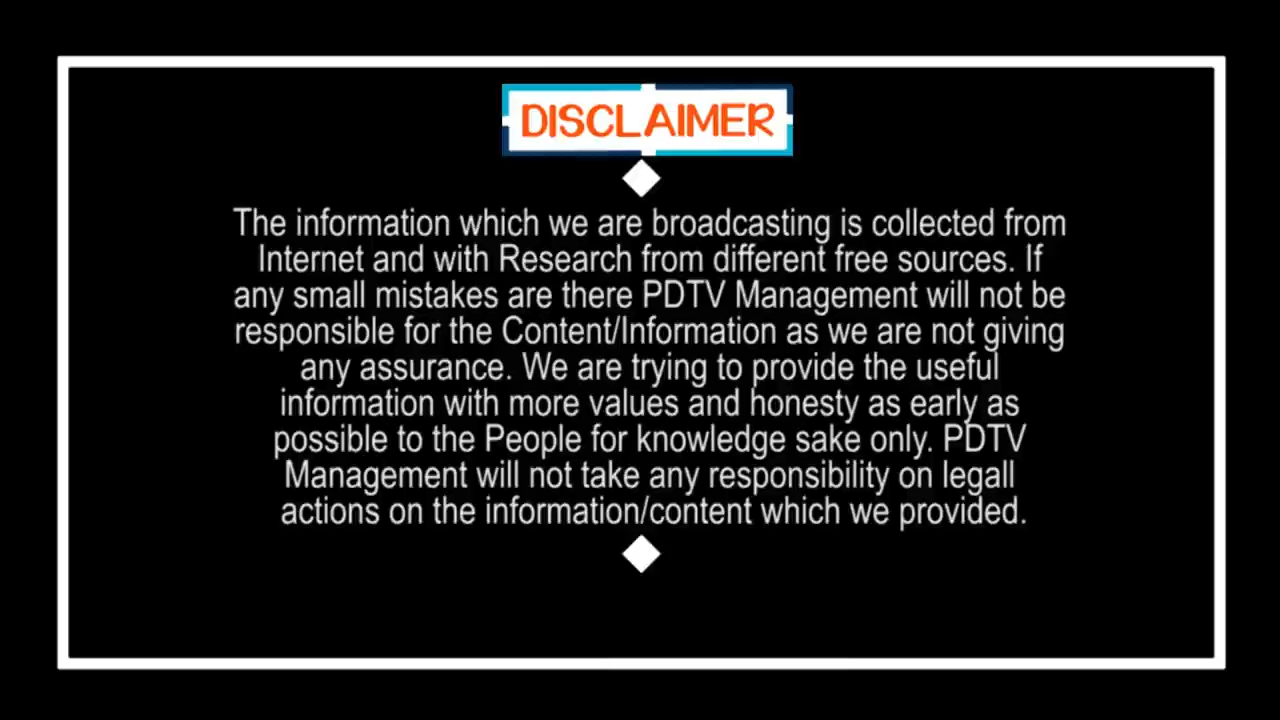 DISCLAIMER
The information which we are broadcasting is collected from
Internet and with Research from different free sources. If
any small mistakes are there PDTV Management will not be
responsible for the Content/Information as we are not giving
any assurance. We are trying to provide the useful
information with more values and honesty as early as
possible to the People for knowledge sake only. PDTV
Management will not take any responsibility on legall
actions on the information/content which we provided.